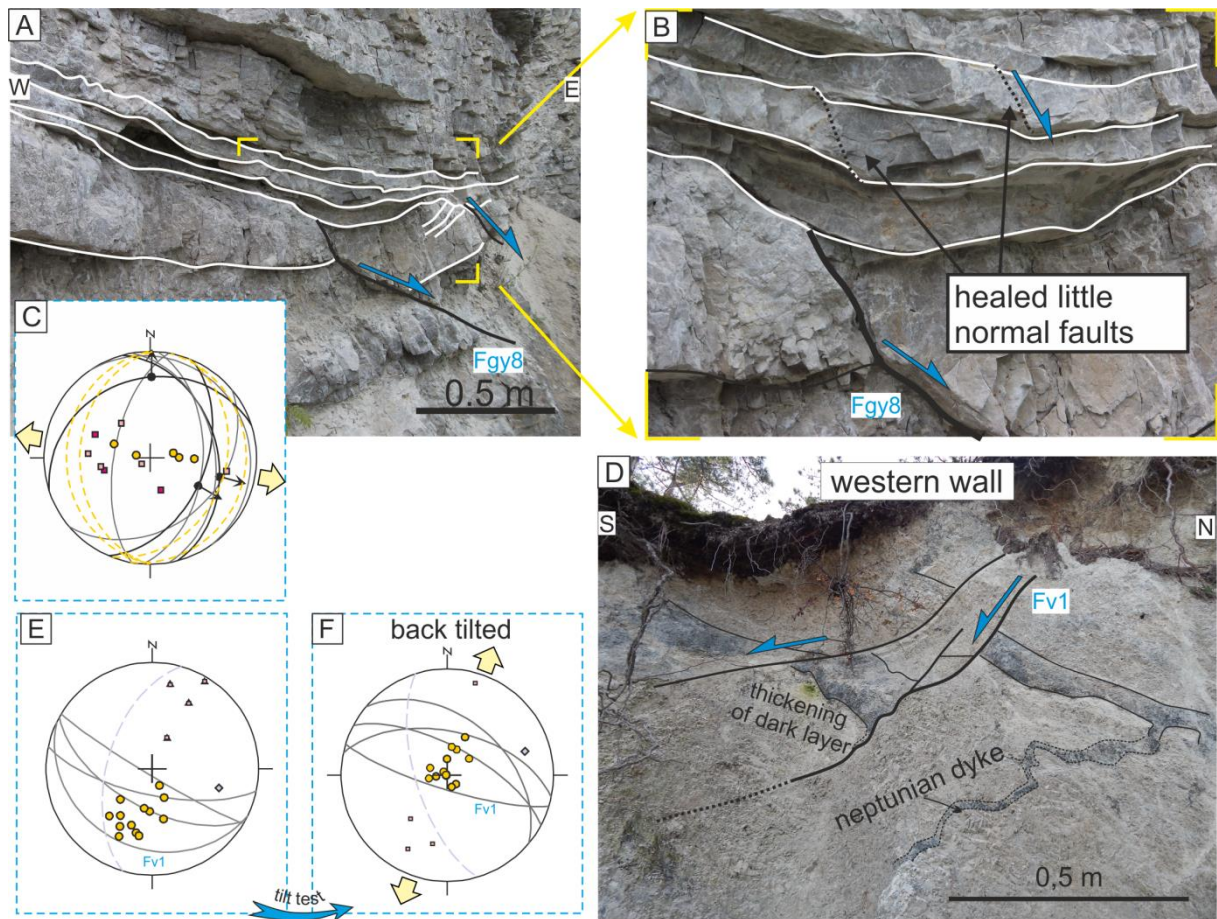 A
W
E
Fgy8
0.5 m
B
healed little
normal faults
Fgy8
C
N
D
western wall
S
N
Fv1
thickening
of dark layer
neptunian dyke
0,5 m
E
N
Fv1
tilt test
F
back tilted
N
Fv1